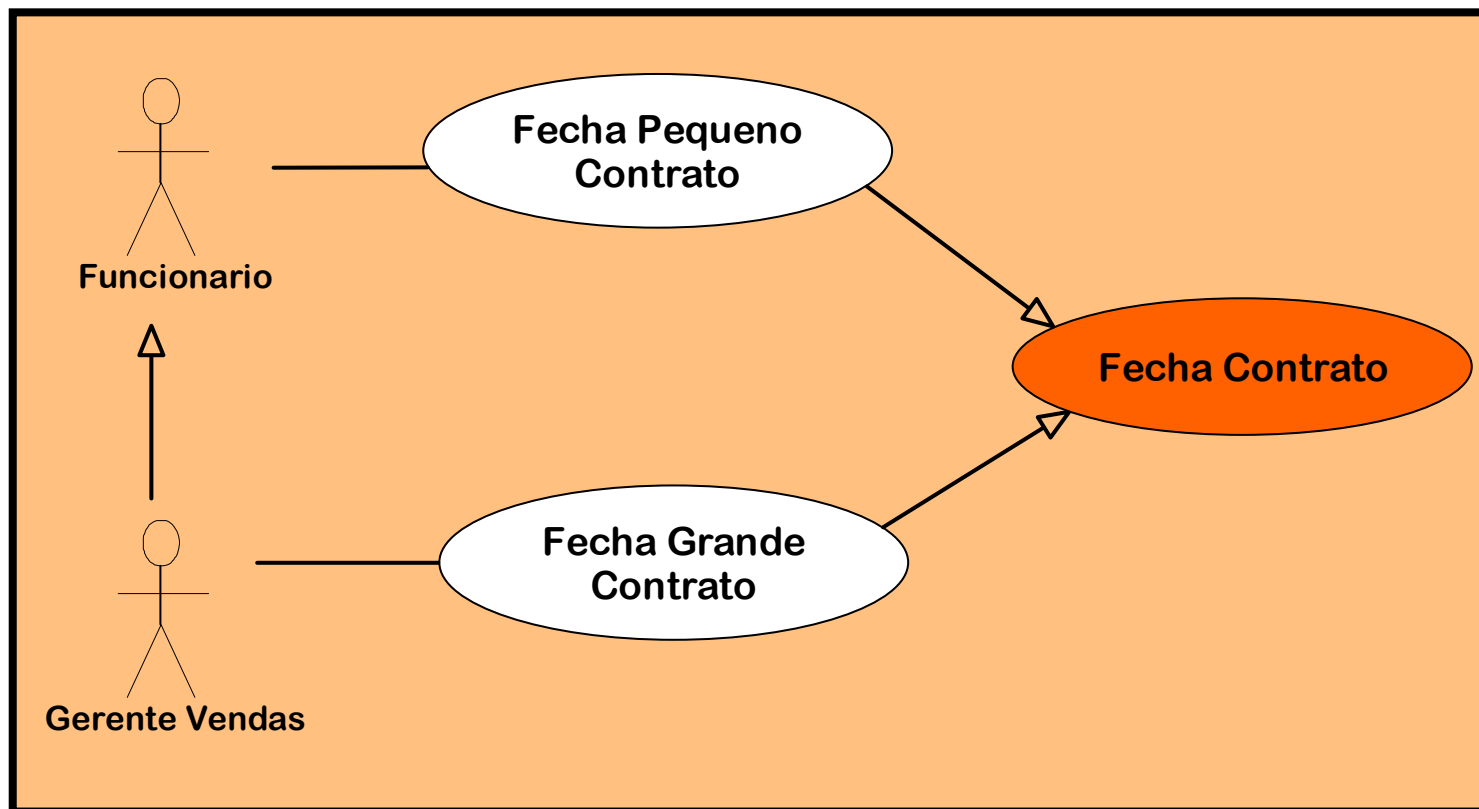 Fecha Pequeno
Contrato
Funcionario
Fecha Contrato
Fecha Grande
Contrato
Gerente Vendas